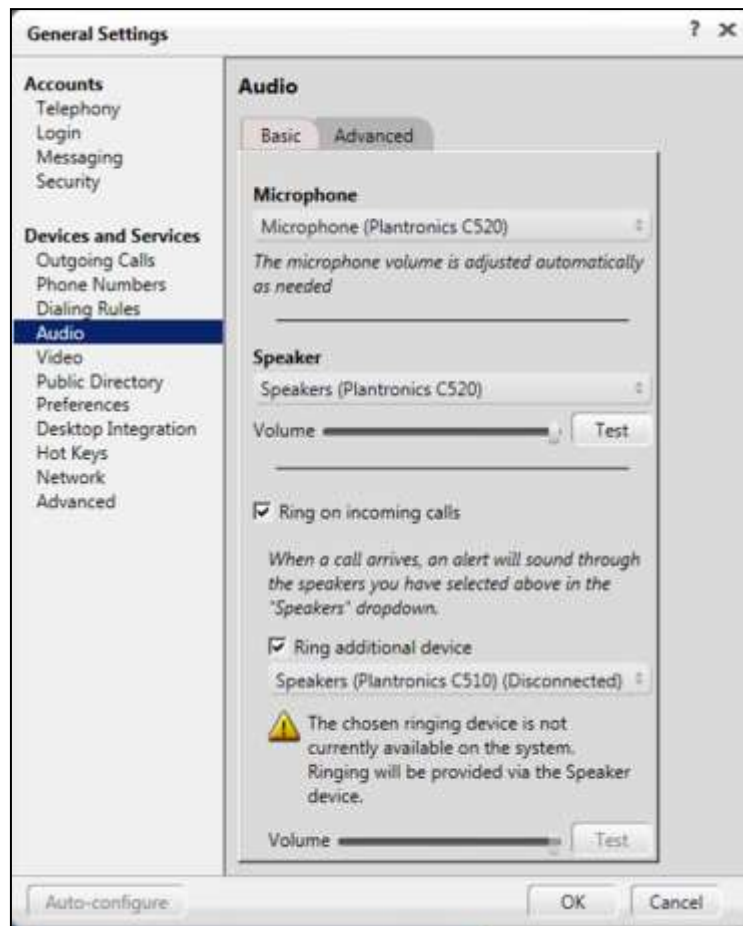 General Settings
? ×
Accounts
Telephony
Login
Messaging
Security
Devices and Services
Outgoing Calls
Phone Numbers
Dialing Rules
Audio
Video
Public Directory
Preferences
Desktop Integration
Hot Keys
Network
Advanced
Audio
Basic Advanced
Microphone
Microphone (Plantronics C520)
The microphone volume is adjusted automatically
as needed
Speaker
Speakers (Plantronics C520)
Volume Test
Ring on incoming calls
When a call arrives, an alert will sound through
the speakers you have selected above in the
"Speakers" dropdown.
Ring additional device
Speakers (Plantronics C510) (Disconnected)
The chosen ringing device is not
currently available on the system.
Ringing will be provided via the Speaker
device.
Volume Test
Auto-configure OK Cancel